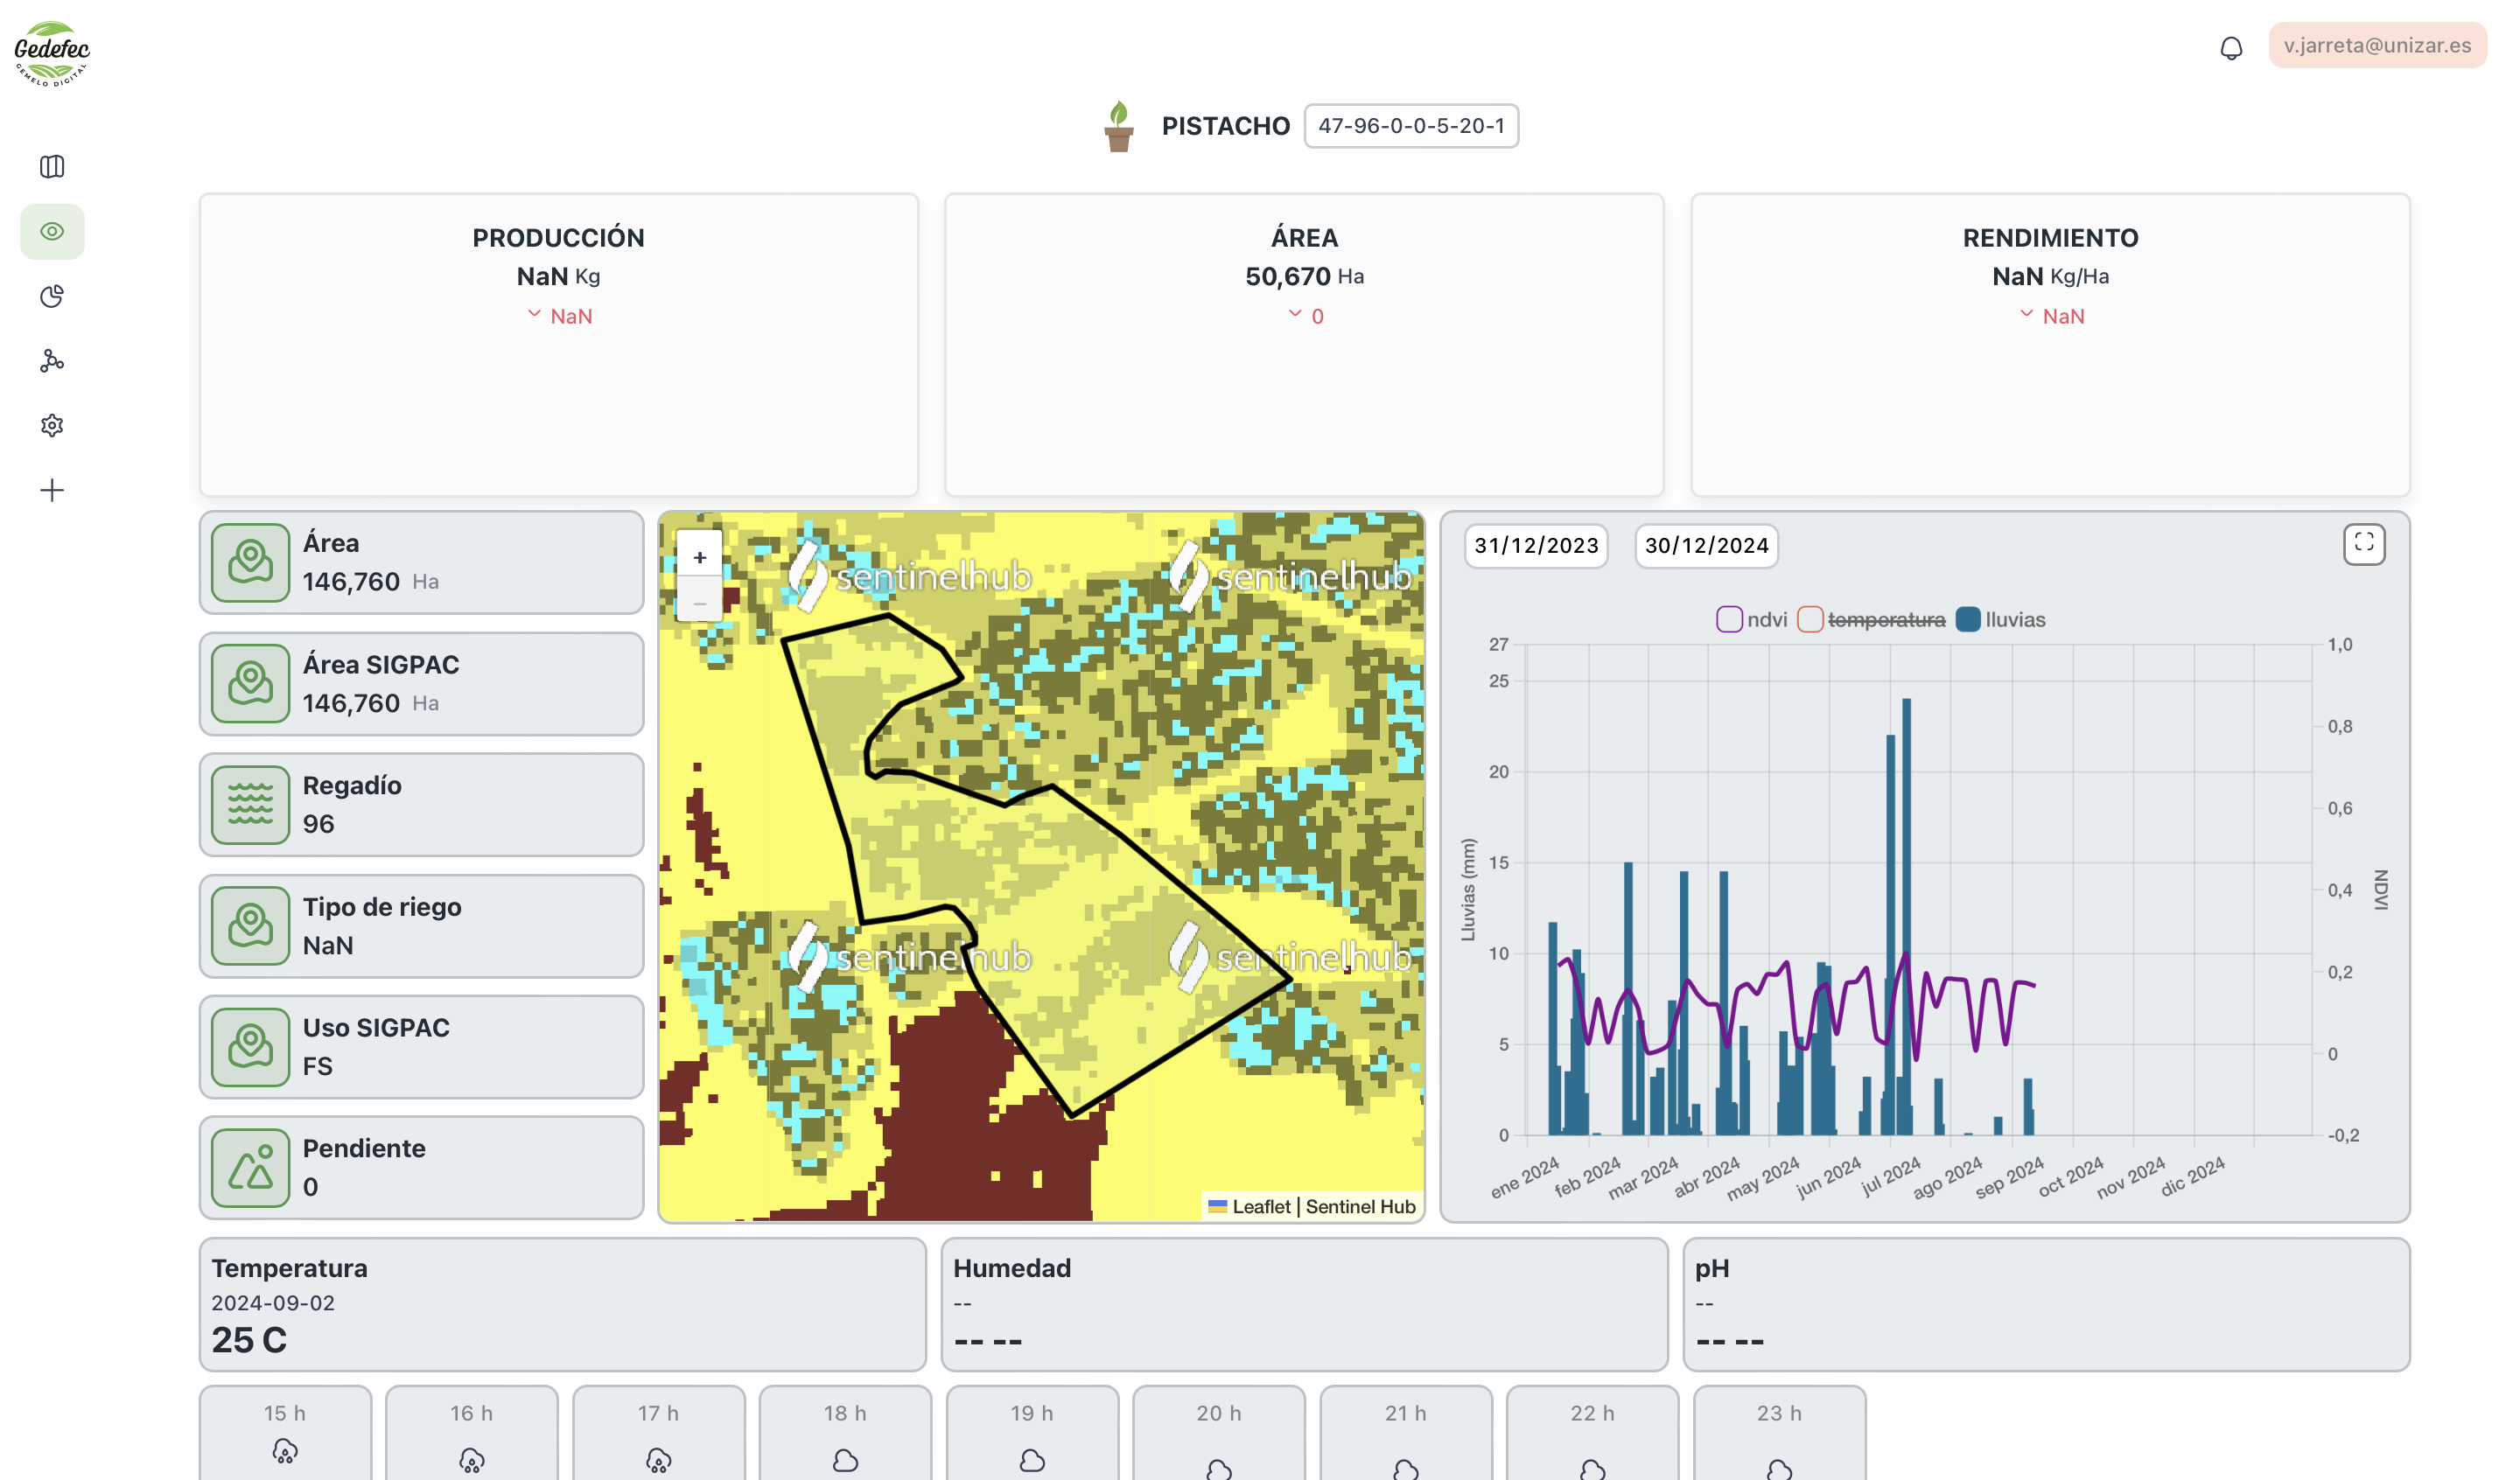 Gedefec
GEMELO DIGITAL
v.jarreta@unizar.es
PISTACHO
47-96-0-0-5-20-1
PRODUCCIÓN
NaN Kg
NaN
ÁREA
50,670 Ha
0
RENDIMIENTO
NaN Kg/Ha
NaN
Área
146,760 Ha
Área SIGPAC
146,760 Ha
Regadío
96
Tipo de riego
NaN
Uso SIGPAC
FS
Pendiente
0
+
−
sentinelhub
sentinelhub
sentinelhub
sentinelhub
Leaflet | Sentinel Hub
31/12/2023
30/12/2024
ndvi temperatura lluvias
27
25
20
15
10
5
0
Lluvias (mm)
1,0
0,8
0,6
0,4
0,2
0
-0,2
NDVI
ene 2024
feb 2024
mar 2024
abr 2024
may 2024
jun 2024
jul 2024
ago 2024
sep 2024
oct 2024
nov 2024
dic 2024
Temperatura
2024-09-02
25 C
Humedad
--
-- --
pH
--
-- --
15 h
16 h
17 h
18 h
19 h
20 h
21 h
22 h
23 h